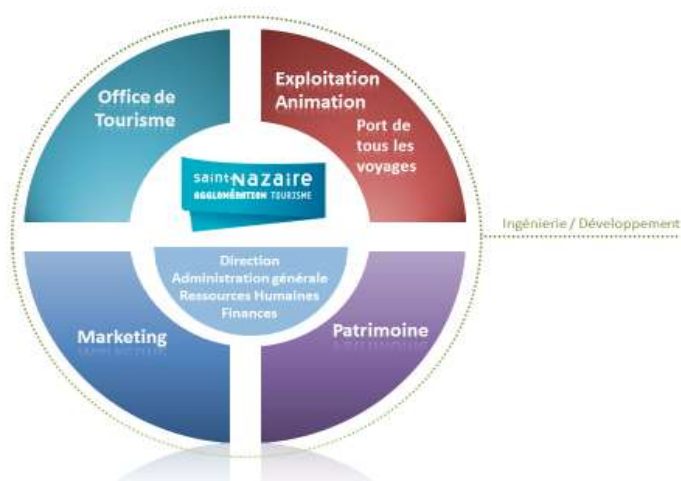 Office de
Tourisme
Exploitation
Animation
Port de
tous les
voyages
saint-Nazaire
AGGLOMÉRATION TOURISME
Ingénierie / Développement
Direction
Administration générale
Ressources Humaines
Finances
Marketing
Patrimoine